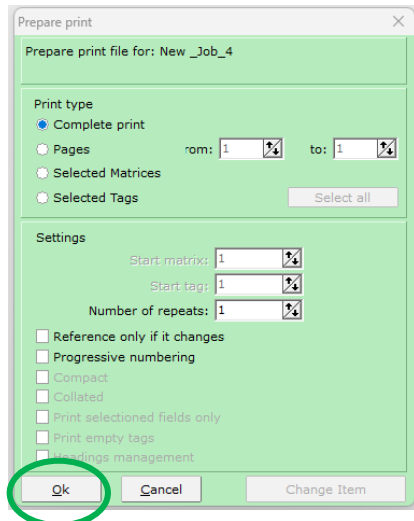 Prepare print
Prepare print file for: New _Job_4
Print type
Complete print
Pages rom: 1 to: 1
Selected Matrices
Selected Tags Select all
Settings
Start matrix: 1
Start tag: 1
Number of repeats: 1
Reference only if it changes
Progressive numbering
Compact
Collated
Print selectioned fields only
Print empty tags
Headings management
Ok Cancel Change Item